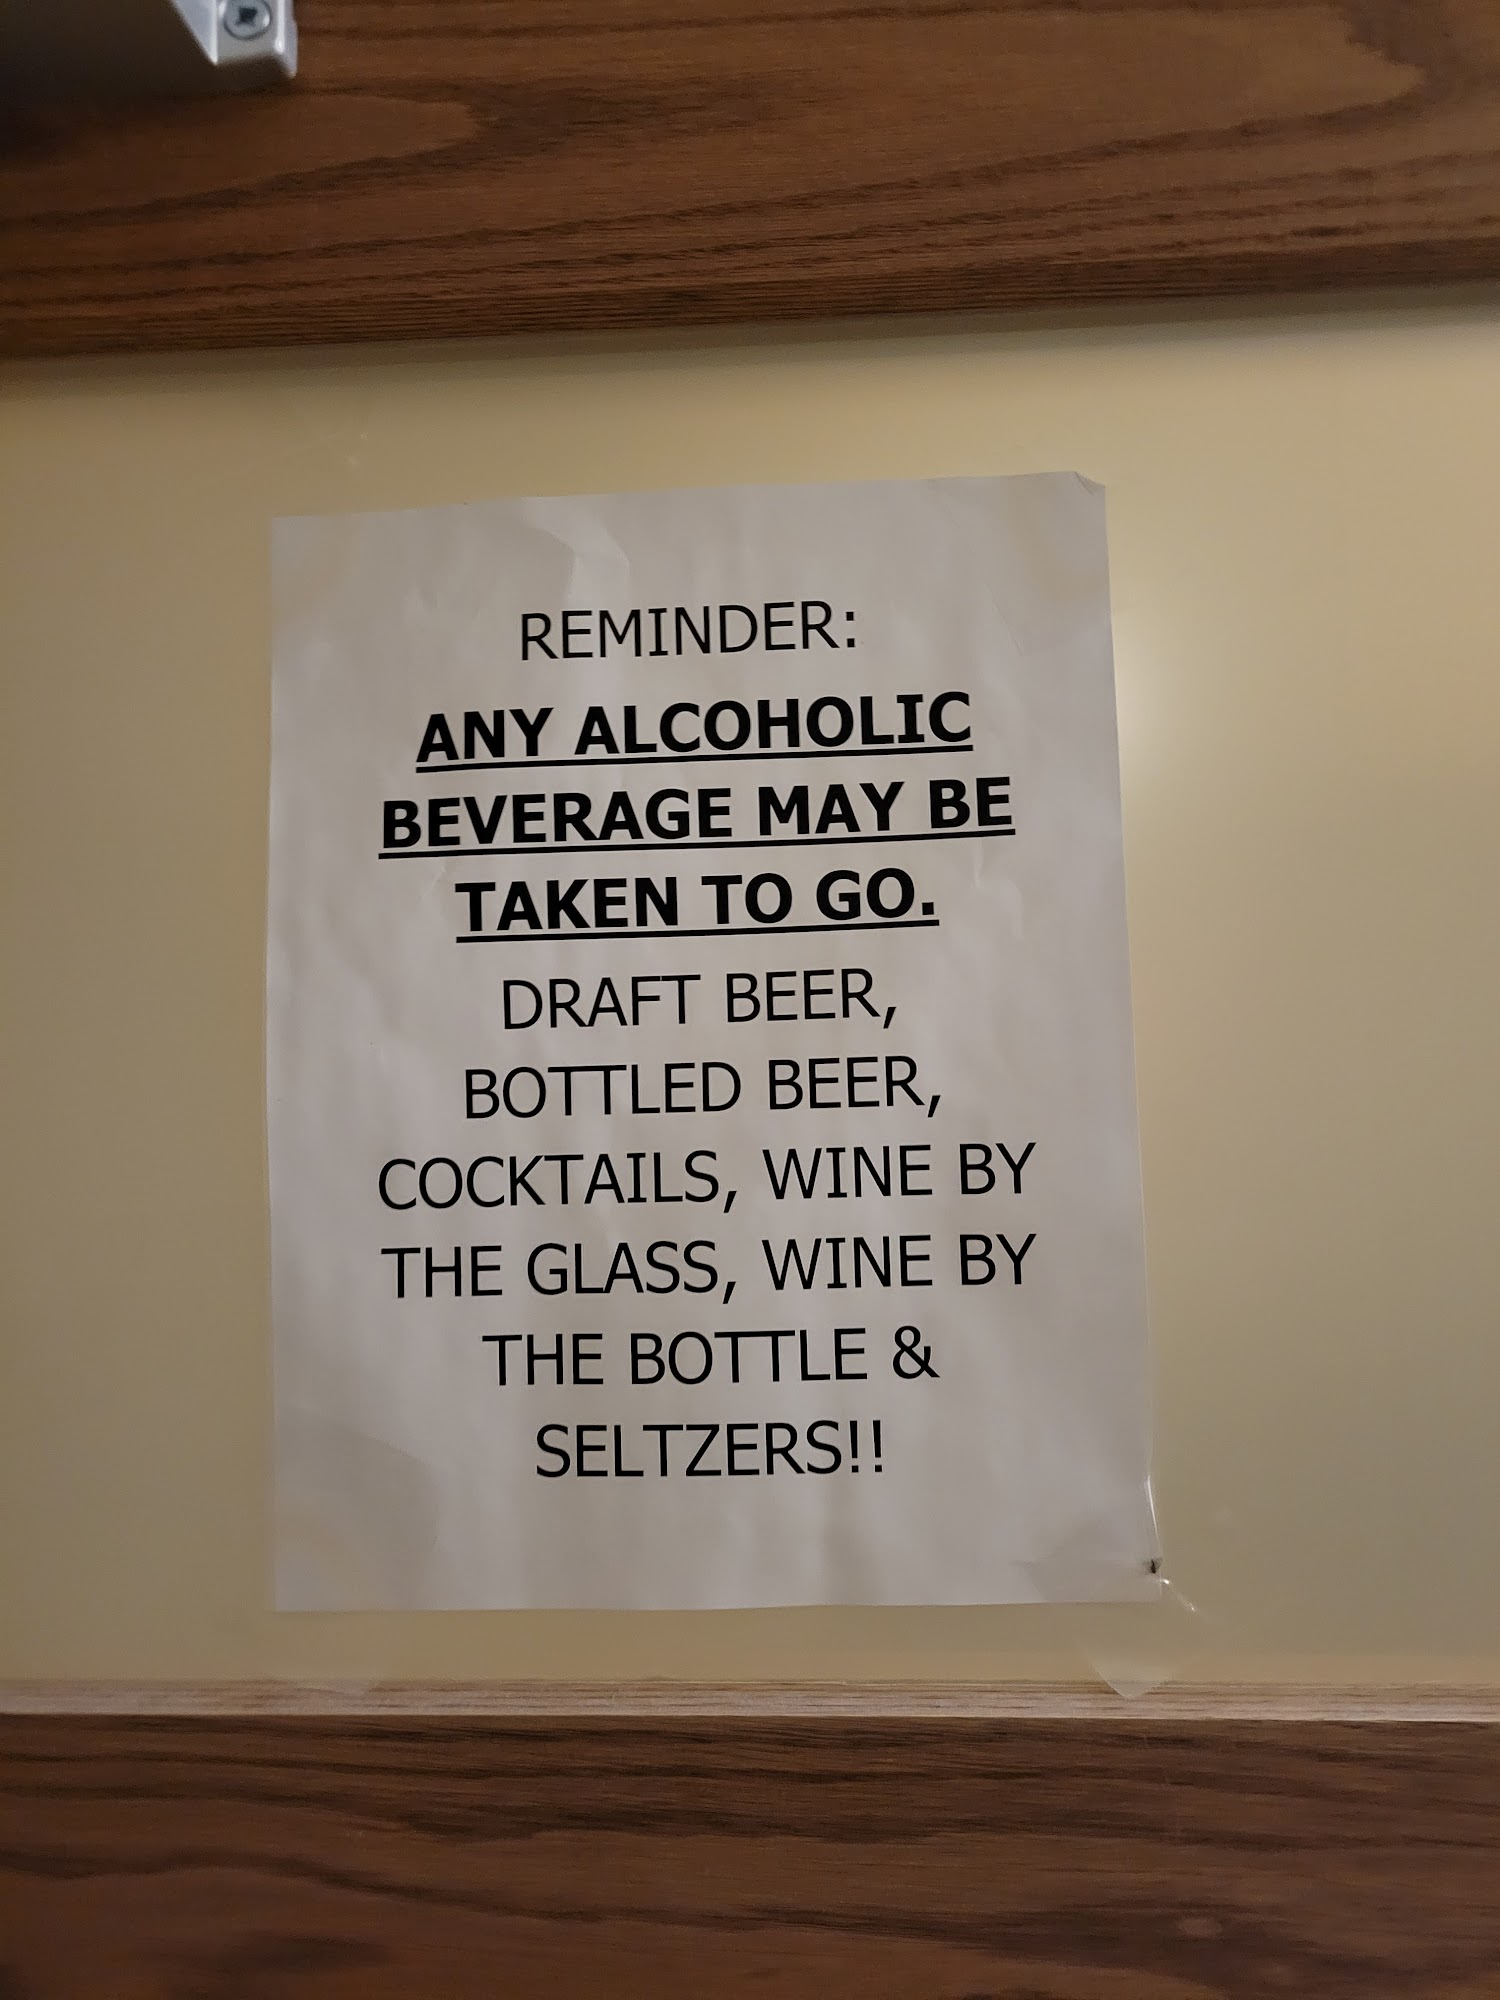 REMINDER:
ANY ALCOHOLIC
BEVERAGE MAY BE
TAKEN TO GO.
DRAFT BEER,
BOTTLED BEER,
COCKTAILS, WINE BY
THE GLASS, WINE BY
THE BOTTLE &
SELTZERS!!